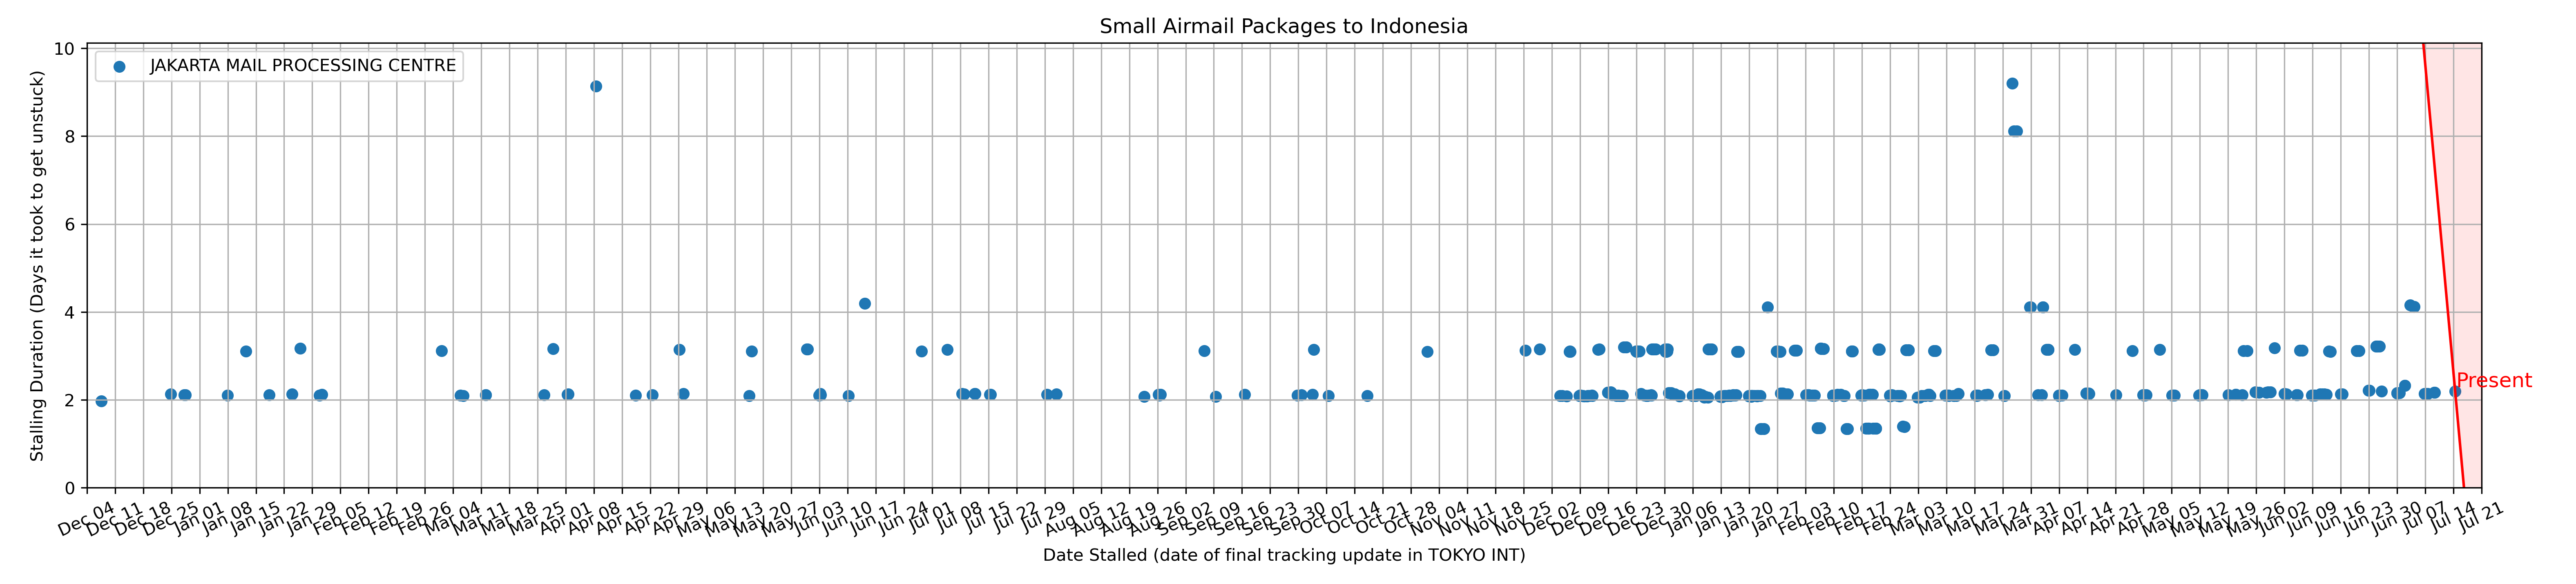 Small Airmail Packages to Indonesia
JAKARTA MAIL PROCESSING CENTRE
Stalling Duration (Days it took to get unstuck)
10
8
6
4
2
0
Present
Dec 04
Dec 11
Dec 18
Dec 25
Jan 01
Jan 08
Jan 15
Jan 22
Jan 29
Feb 05
Feb 12
Feb 19
Feb 26
Mar 04
Mar 11
Mar 18
Mar 25
Apr 01
Apr 08
Apr 15
Apr 22
Apr 29
May 06
May 13
May 20
May 27
Jun 03
Jun 10
Jun 17
Jun 24
Jul 01
Jul 08
Jul 15
Jul 22
Jul 29
Aug 05
Aug 12
Aug 19
Aug 26
Sep 02
Sep 09
Sep 16
Sep 23
Sep 30
Oct 07
Oct 14
Oct 21
Oct 28
Nov 04
Nov 11
Nov 18
Nov 25
Dec 02
Dec 09
Dec 16
Dec 23
Dec 30
Jan 06
Jan 13
Jan 20
Jan 27
Feb 03
Feb 10
Feb 17
Feb 24
Mar 03
Mar 10
Mar 17
Mar 24
Mar 31
Apr 07
Apr 14
Apr 21
Apr 28
May 05
May 12
May 19
May 26
Jun 02
Jun 09
Jun 16
Jun 23
Jun 30
Jul 07
Jul 14
Jul 21
Date Stalled (date of final tracking update in TOKYO INT)